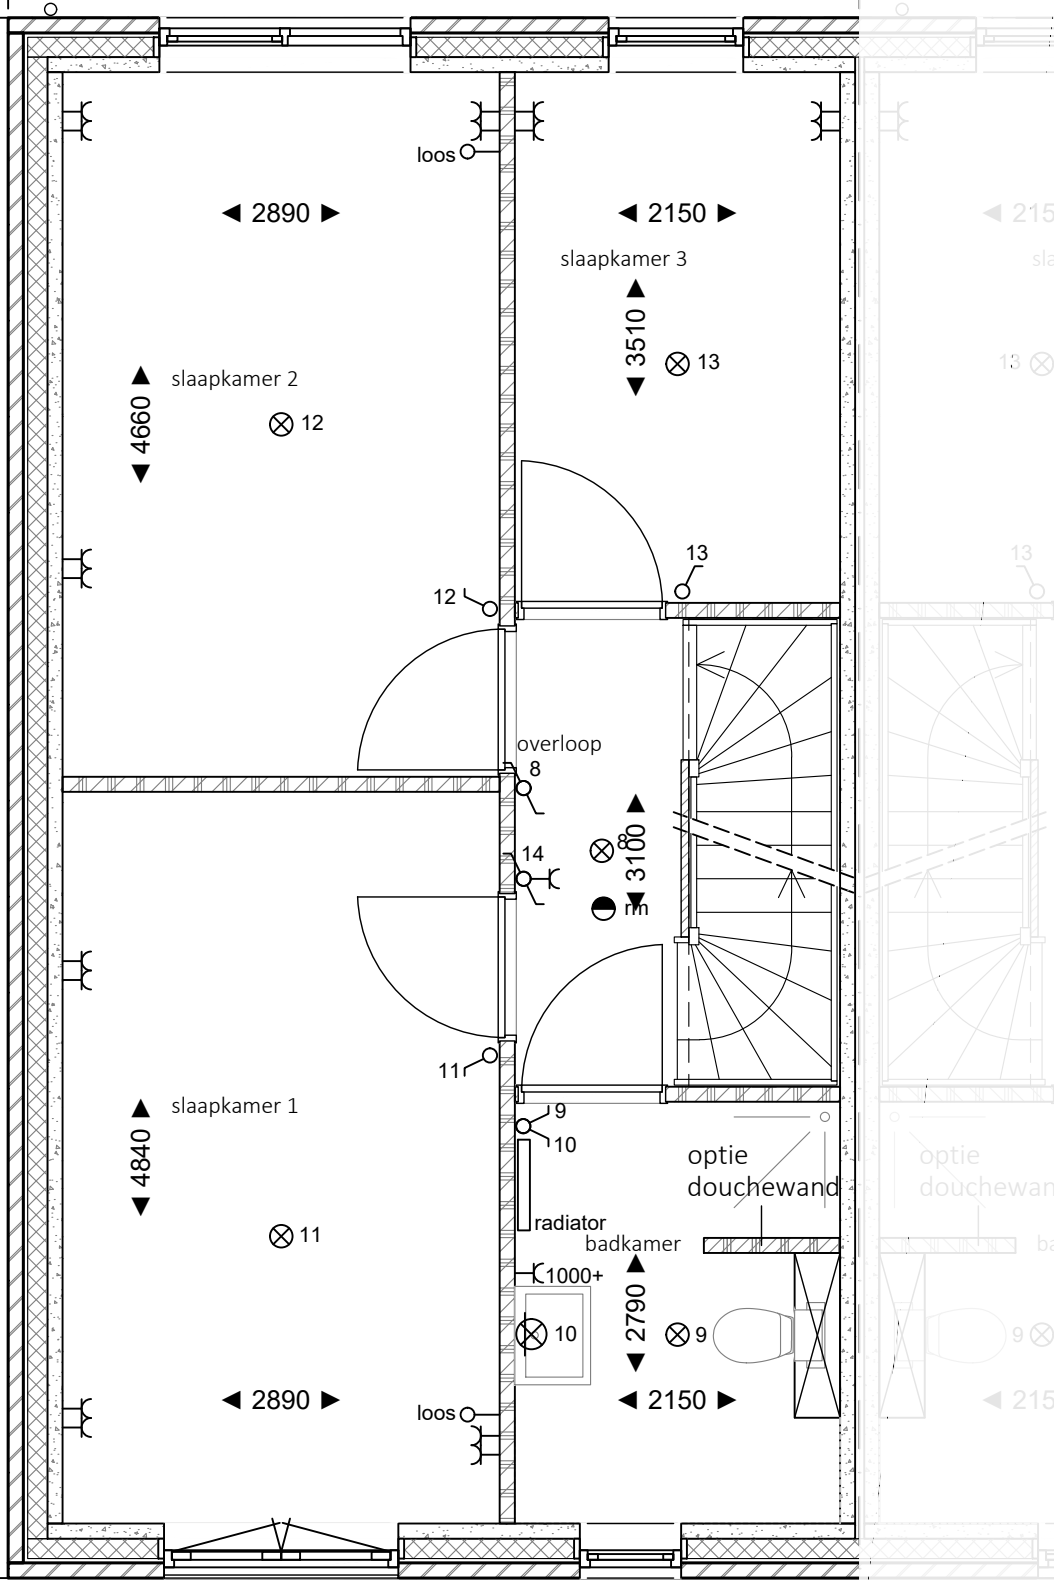 loos
2890
2150
215
slaapkamer 3
sla
3510
13
13
slaapkamer 2
4660
12
13
13
12
overloop
8
8
3100
14
rm
11
slaapkamer 1
4840
9
10
optie
douchewand
optie
douchewan
11
radiator
badkamer
ba
1000+
2790
10
9
9
2890
loos
2150
215